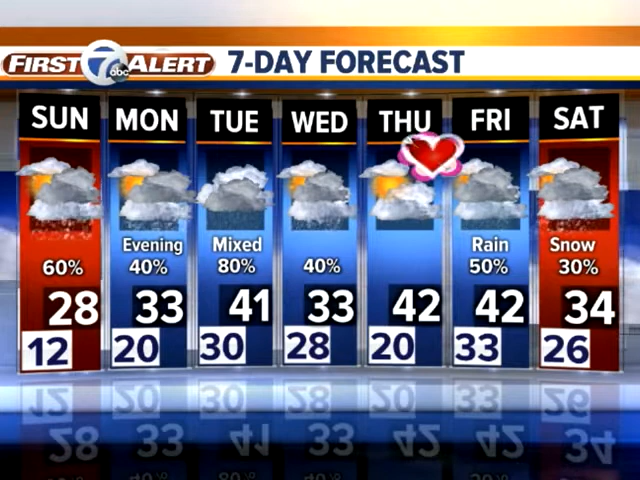 FIRST 7 abc ALERT 7-DAY FORECAST
SUN MON TUE WED THU FRI SAT
Evening Mixed Rain Snow
60% 40% 80% 40% 50% 30%
28 33 41 33 42 42 34
12 20 30 28 20 33 26